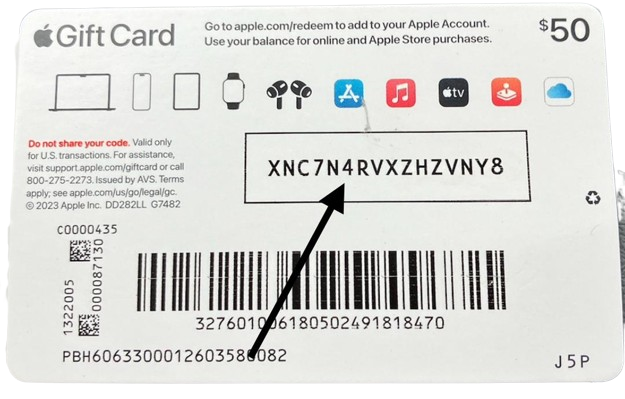 Gift Card
Go to apple.com/redeem to add to your Apple Account.
Use your balance for online and Apple Store purchases.
$50
tv
Do not share your code. Valid only
for U.S. transactions. For assistance,
visit support.apple.com/giftcard or call
800-275-2273. Issued by AVS. Terms
apply; see apple.com/us/go/legal/gc.
© 2023 Apple Inc. DD282LL G7482
XNC7N4RVXZHZVNY8
C0000435
1322005
000087130
J5P